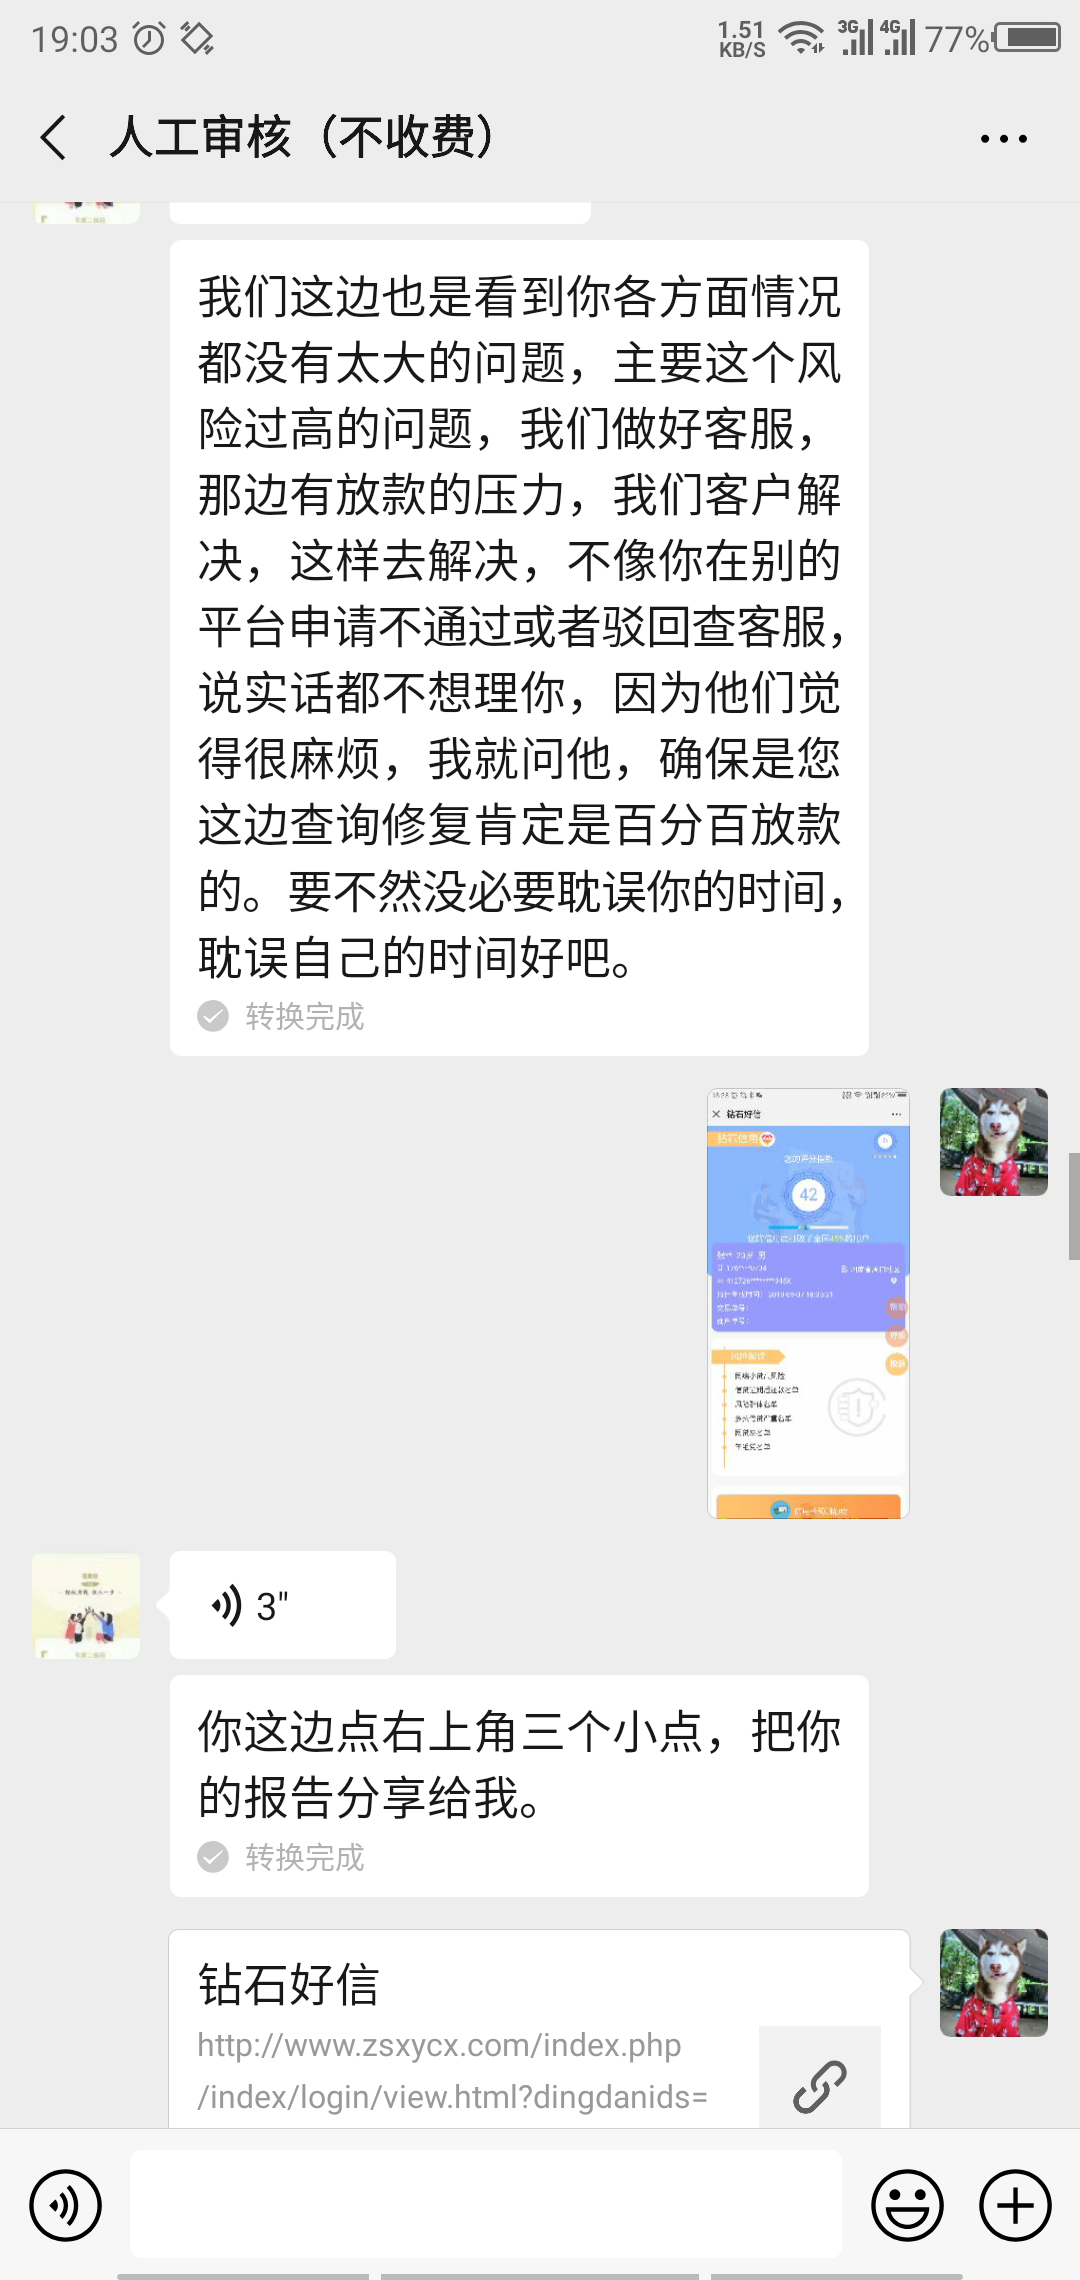 19:03
1.51
KB/S
3G
4G
77%
人工审核（不收费）
我们这边也是看到你各方面情况
都没有太大的问题，主要这个风
险过高的问题，我们做好客服，
那边有放款的压力，我们客户解
决，这样去解决，不像你在别的
平台申请不通过或者驳回查客服，
说实话都不想理你，因为他们觉
得很麻烦，我就问他，确保是您
这边查询修复肯定是百分百放款
的。要不然没必要耽误你的时间，
耽误自己的时间好吧。
转换完成
钻石好信
42
3"
你这边点右上角三个小点，把你
的报告分享给我。
转换完成
钻石好信
http://www.zsxycx.com/index.php
/index/login/view.html?dingdanids=